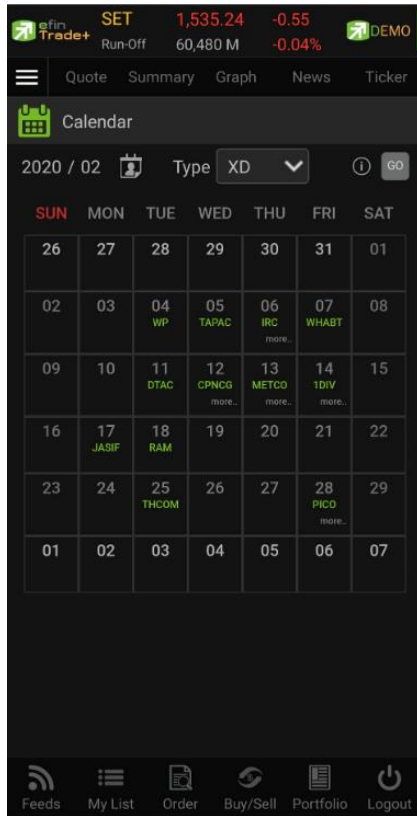 efin Trade+ SET 1,535.24 -0.55 DEMO
Run-Off 60,480 M -0.04%
Quote Summary Graph News Ticker
Calendar
2020 / 02 Type XD GO
SUN MON TUE WED THU FRI SAT
26 27 28 29 30 31 01
02 03 04 05 06 07 08
WP TAPAC IRC WHABT
more..
09 10 11 12 13 14 15
DTAC CPNCG METCO 1DIV
more.. more.. more..
16 17 18 19 20 21 22
JASIF RAM
23 24 25 26 27 28 29
THCOM PICO
more..
01 02 03 04 05 06 07
Feeds My List Order Buy/Sell Portfolio Logout